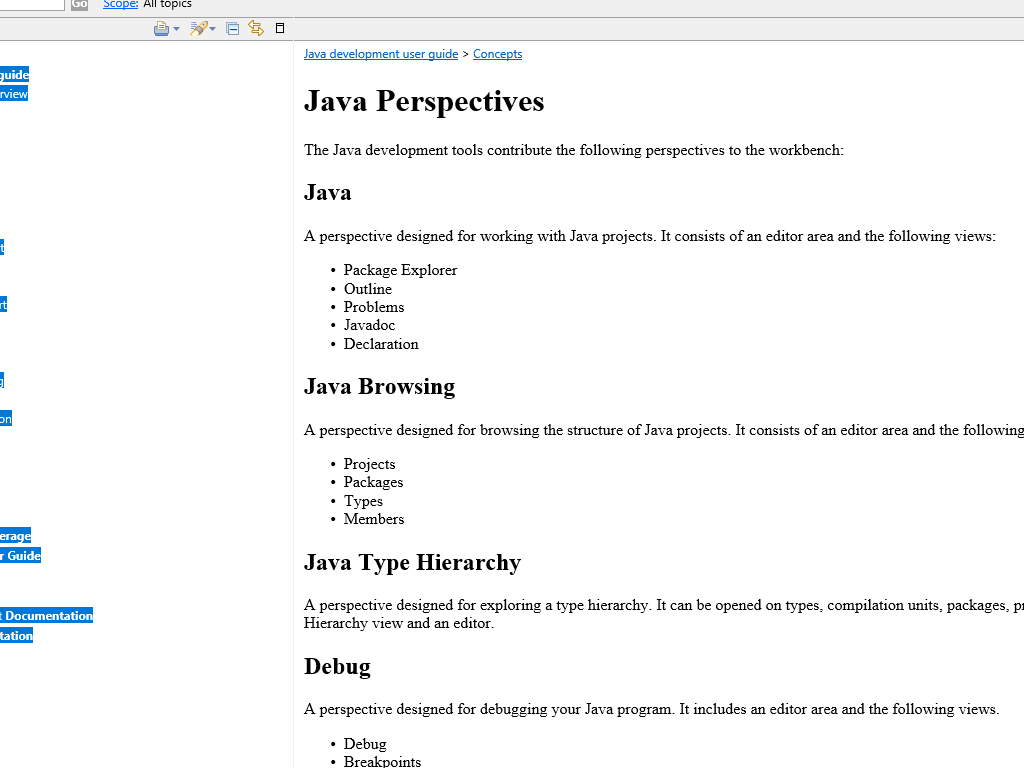 Go Scope: All topics
guide
rview
t
rt
g
on
erage
r Guide
t Documentation
tation
Java development user guide > Concepts
Java Perspectives
The Java development tools contribute the following perspectives to the workbench:
Java
A perspective designed for working with Java projects. It consists of an editor area and the following views:
• Package Explorer
• Outline
• Problems
• Javadoc
• Declaration
Java Browsing
A perspective designed for browsing the structure of Java projects. It consists of an editor area and the following
• Projects
• Packages
• Types
• Members
Java Type Hierarchy
A perspective designed for exploring a type hierarchy. It can be opened on types, compilation units, packages, pr
Hierarchy view and an editor.
Debug
A perspective designed for debugging your Java program. It includes an editor area and the following views.
• Debug
• Breakpoints